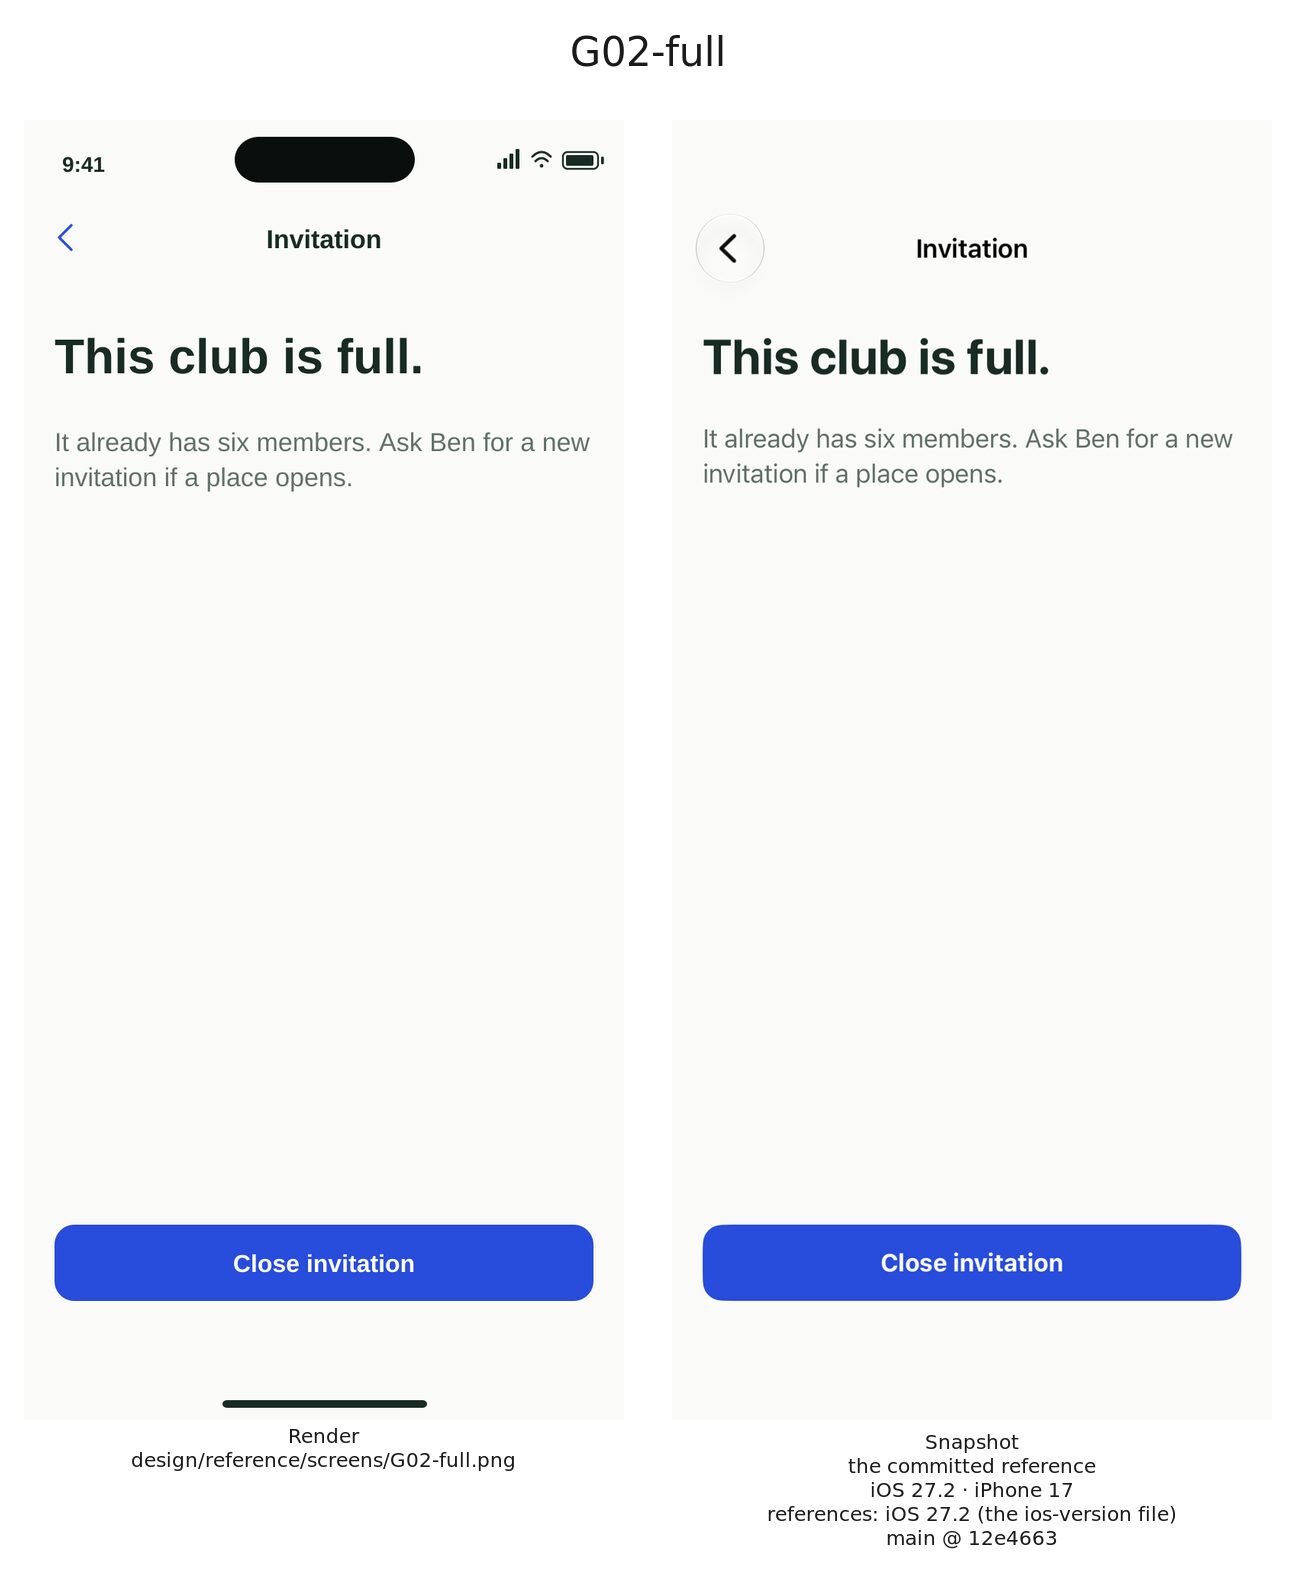 G02-full
9:41
Invitation
This club is full.
It already has six members. Ask Ben for a new
invitation if a place opens.
Close invitation
Render
design/reference/screens/G02-full.png
Invitation
This club is full.
It already has six members. Ask Ben for a new
invitation if a place opens.
Close invitation
Snapshot
the committed reference
iOS 27.2 · iPhone 17
references: iOS 27.2 (the ios-version file)
main @ 12e4663